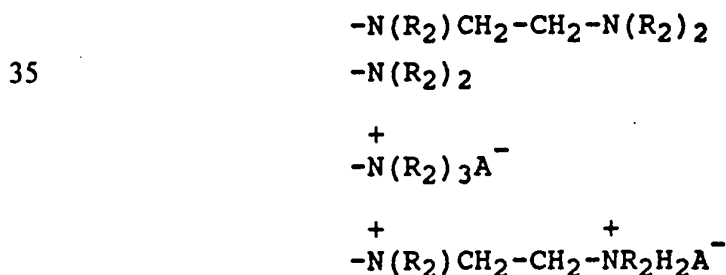 -N(R₂)CH₂-CH₂-N(R₂)₂
35 -N(R₂)₂
+
-N(R₂)₃A⁻
+ +
-N(R₂)CH₂-CH₂-NR₂H₂A⁻